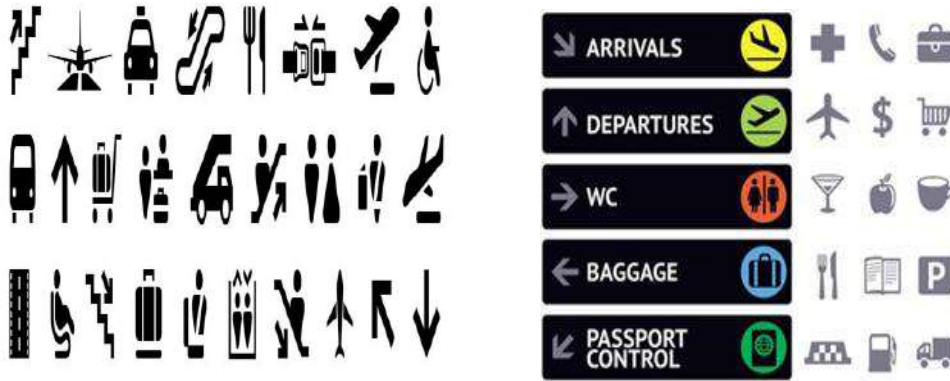 ARRIVALS
$
DEPARTURES
WC
BAGGAGE
P
PASSPORT
CONTROL